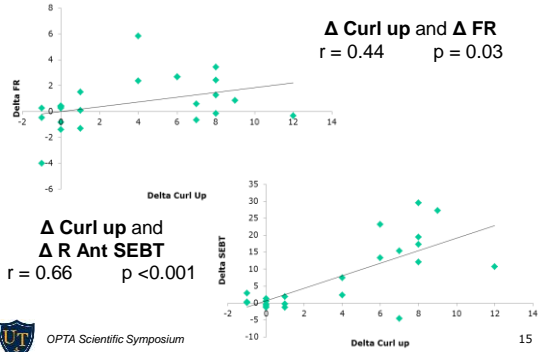 Δ Curl up and Δ FR
r = 0.44 p = 0.03
8
6
4
2
0
-2
-4
-6
-2 0 2 4 6 8 10 12 14
Delta FR
Delta Curl Up
Δ Curl up and
Δ R Ant SEBT
r = 0.66 p <0.001
35
30
25
20
15
10
5
0
-5
-10
-2 0 2 4 6 8 10 12 14
Delta SEBT
Delta Curl up
UT
OPTA Scientific Symposium
15